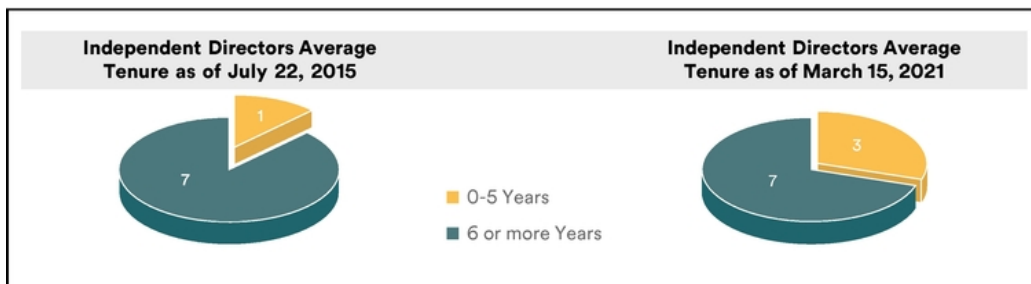 Independent Directors Average
Tenure as of July 22, 2015
Independent Directors Average
Tenure as of March 15, 2021
1
7
0-5 Years
6 or more Years
3
7